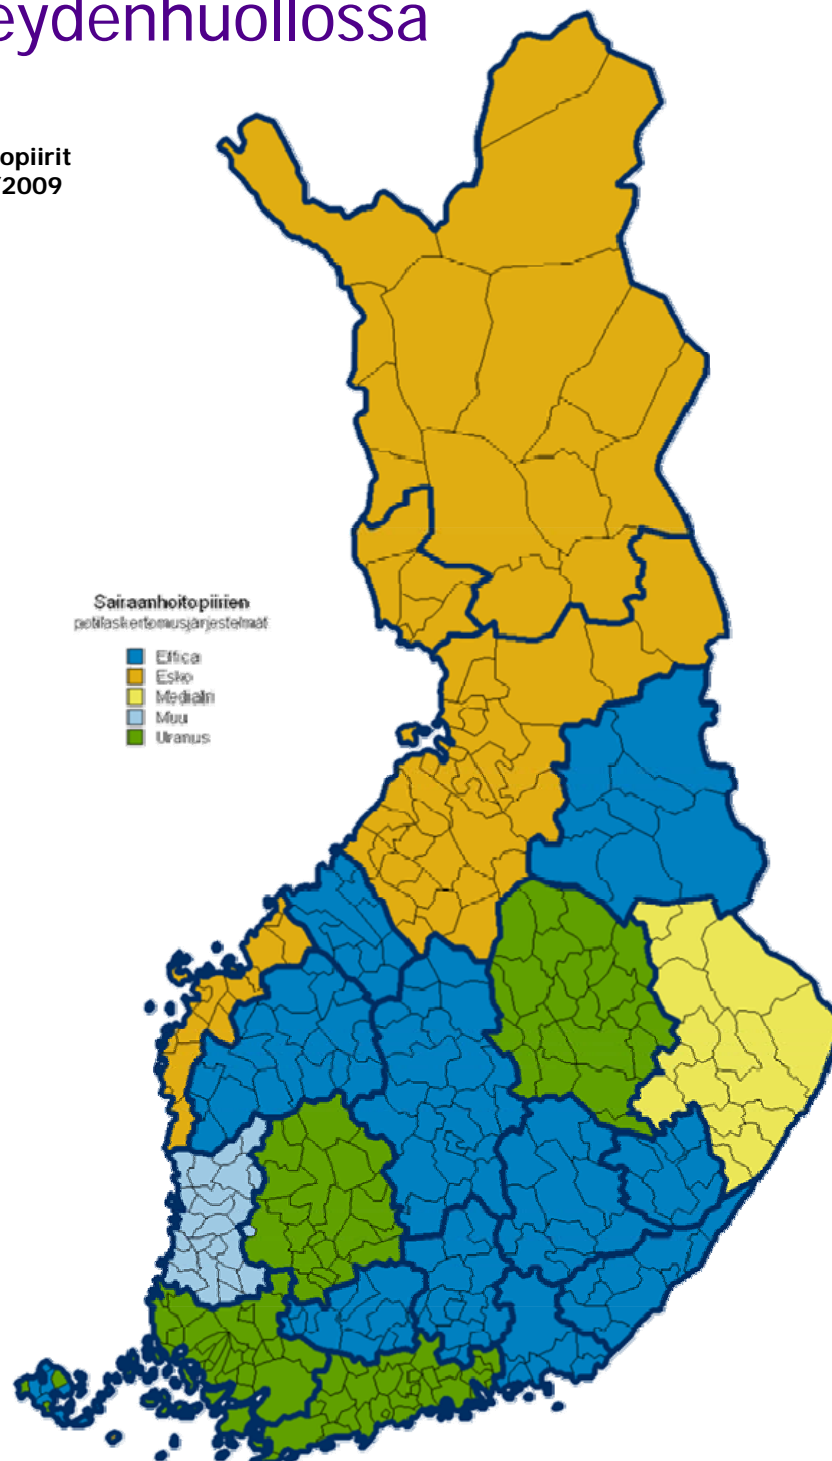 eydenhuollossa
opiirit
/2009
Sairaanhoitopiirien
potilaskertomusjärjestelmät
Effica
Esko
Mediatri
Muu
Uranus